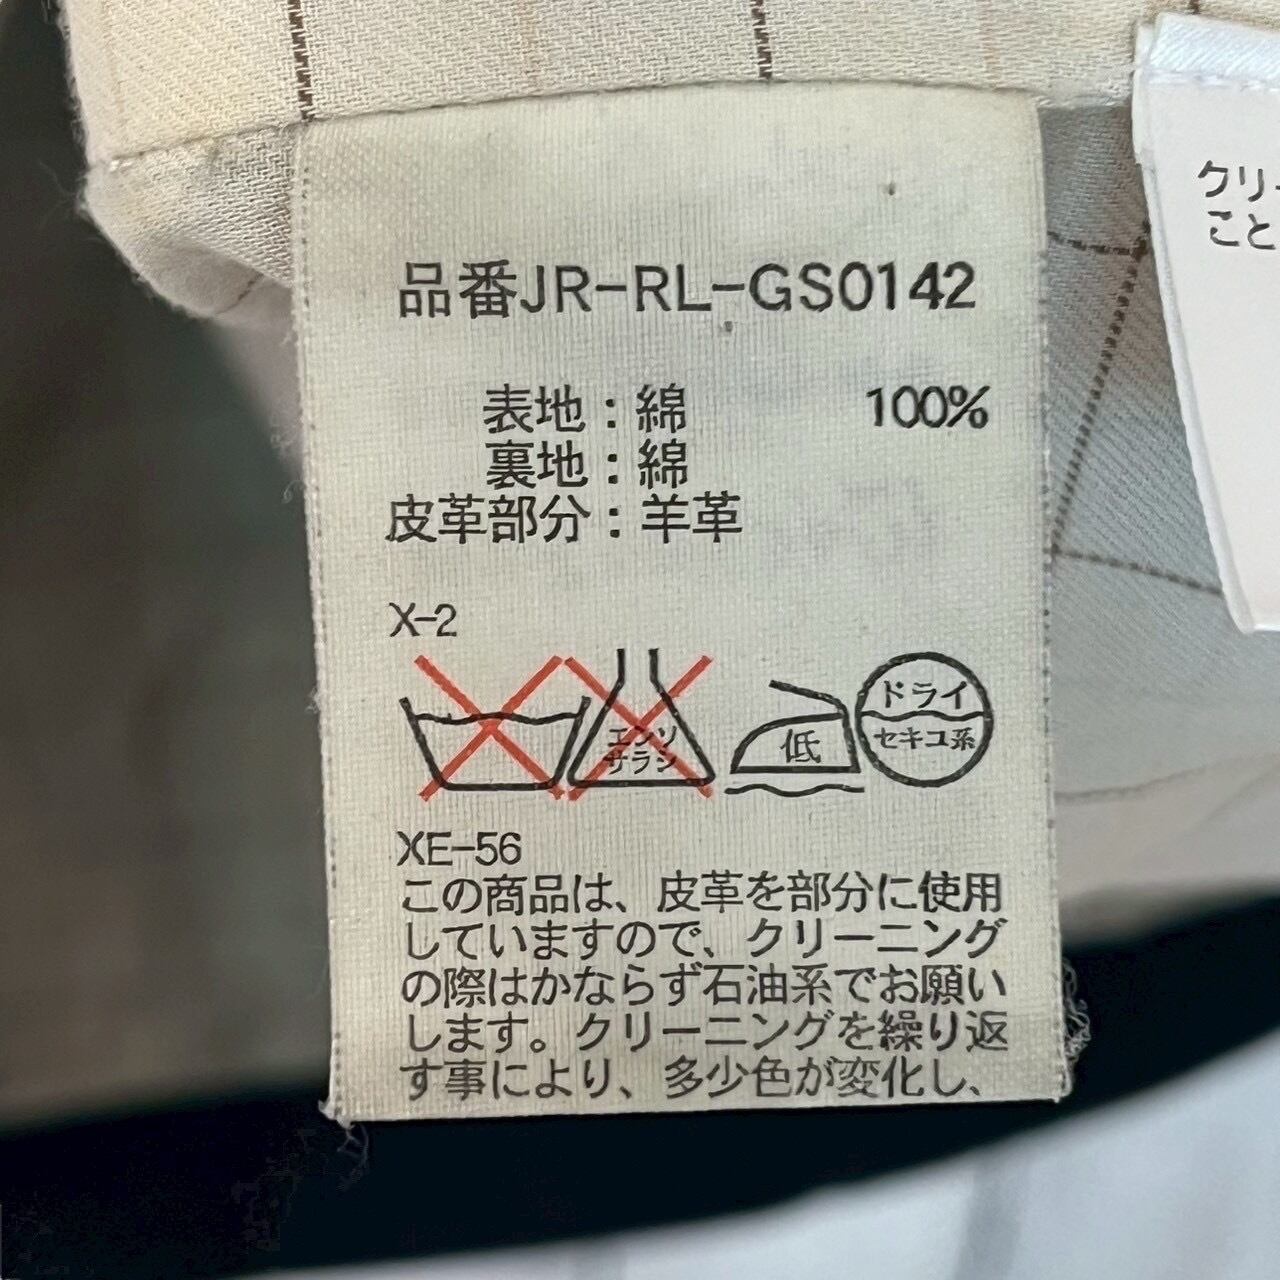 品番JR-RL-GS0142
表地：綿 100%
裏地：綿
皮革部分：羊革
X-2
エンソ
サラシ
低
ドライ
セキユ系
XE-56
この商品は、皮革を部分に使用
していますので、クリーニング
の際はかならず石油系でお願い
します。クリーニングを繰り返
す事により、多少色が変化し、
クリー
こと